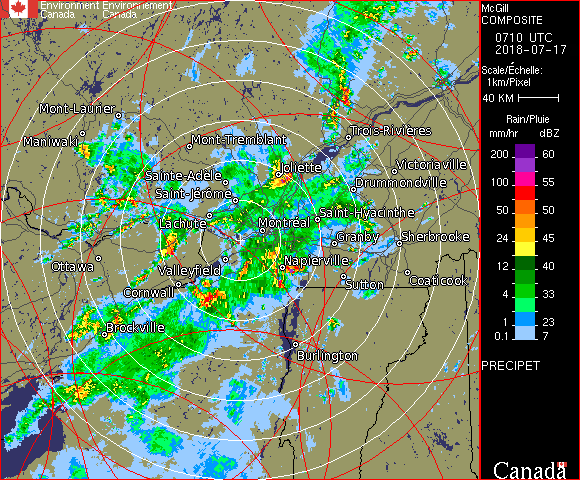 Environment Environnement
Canada Canada
Mont-Laurier
Maniwaki
Mont-Tremblant
Trois-Rivières
Joliette
Victoriaville
Sainte-Adèle
Drummondville
Saint-Jérôme
Lachute
Saint-Hyacinthe
Montréal
Granby
Sherbrooke
Ottawa
Valleyfield
Napierville
Cornwall
Sutton
Coaticook
Brockville
Burlington
McGill
COMPOSITE
0710 UTC
2018-07-17
Scale/Échelle:
1km/Pixel
40 KM
Rain/Pluie
mm/hr dBZ
200 60
100 55
50 50
24 45
12 40
4 33
1 23
0.1 7
PRECIPET
Canada